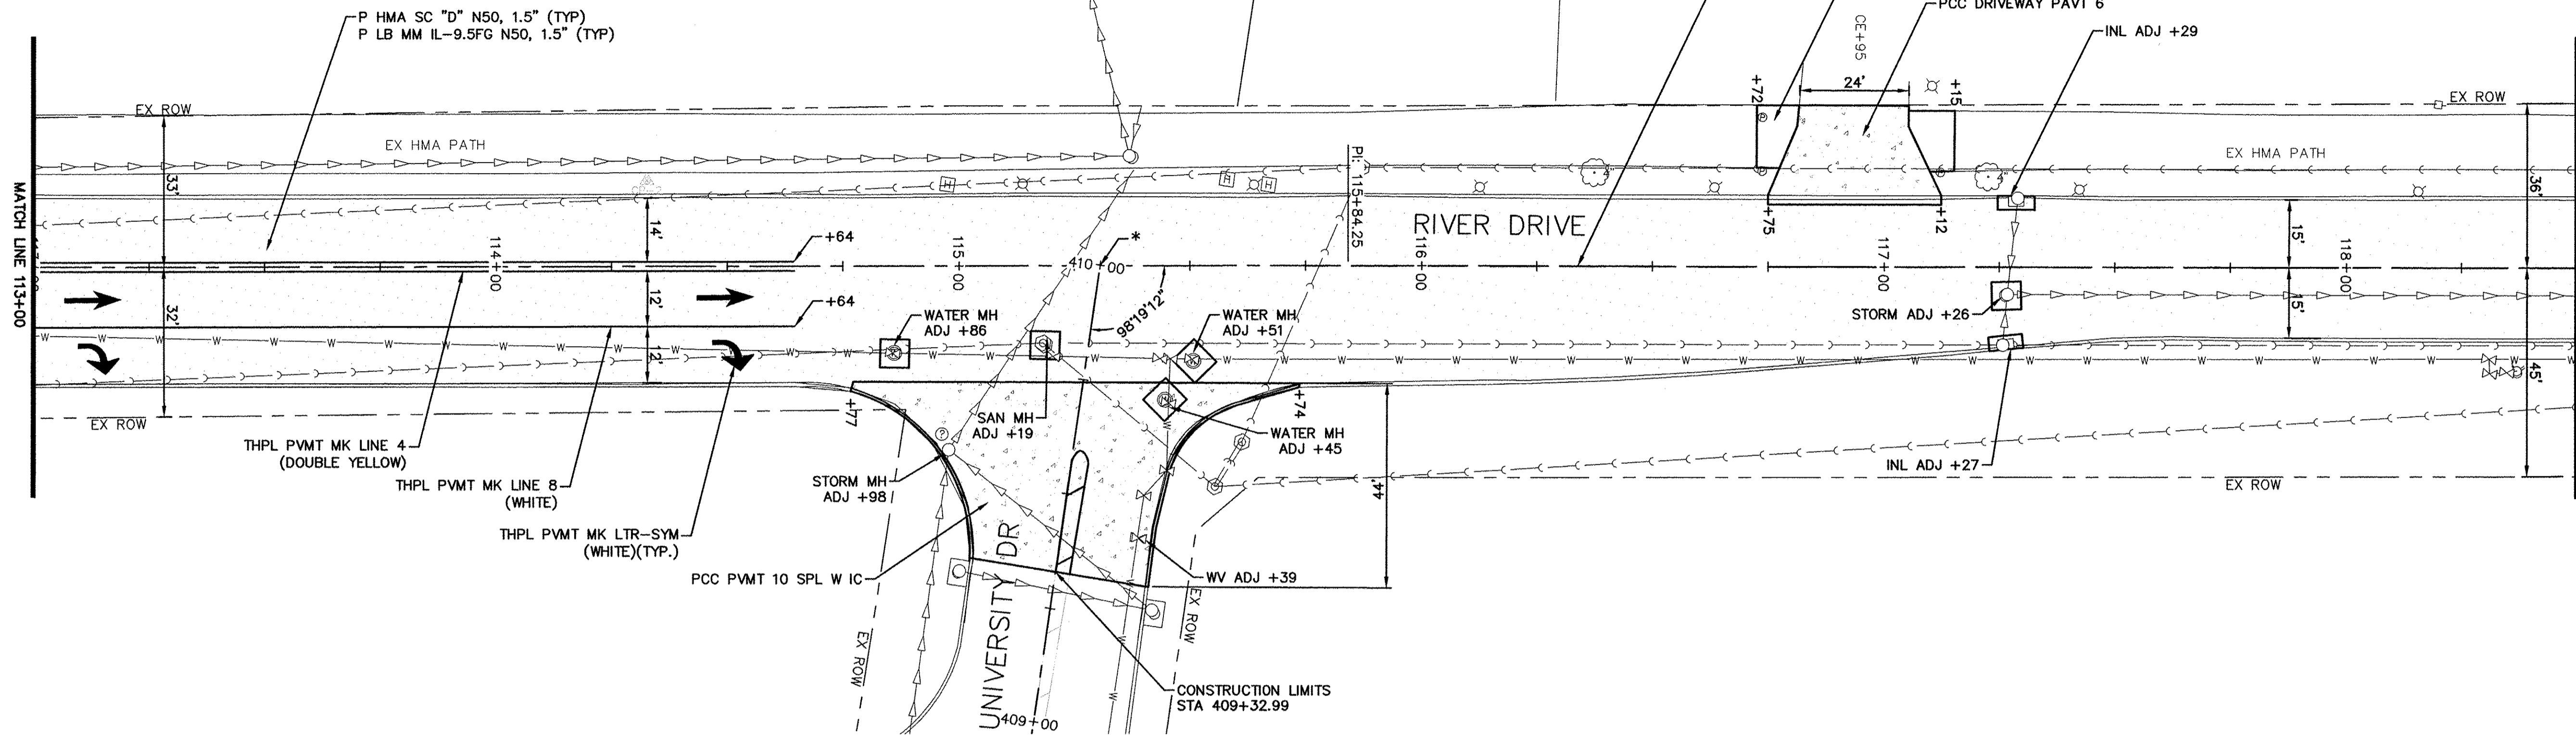 P HMA SC "D" N50, 1.5" (TYP)
P LB MM IL-9.5FG N50, 1.5" (TYP)
PCC DRIVEWAY PAVT 6
INL ADJ +29
CE+95
24'
+72
+15
EX ROW
EX ROW
EX HMA PATH
EX HMA PATH
33'
36'
MATCH LINE 113+00
PI: 115+84.25
RIVER DRIVE
+75
+12
14'
15'
+64
*
114+00
115+00
410+00
116+00
117+00
118+00
12'
+64
98°19'12"
32'
12'
15'
45'
WATER MH
ADJ +86
WATER MH
ADJ +51
STORM ADJ +26
W W W W W W
+77
+74
SAN MH
ADJ +19
WATER MH
ADJ +45
EX ROW
THPL PVMT MK LINE 4
(DOUBLE YELLOW)
THPL PVMT MK LINE 8
(WHITE)
THPL PVMT MK LTR-SYM
(WHITE)(TYP.)
STORM MH
ADJ +98
44'
INL ADJ +27
EX ROW
PCC PVMT 10 SPL W IC
WV ADJ +39
UNIVERSITY DR
EX ROW
EX ROW
CONSTRUCTION LIMITS
STA 409+32.99
409+00